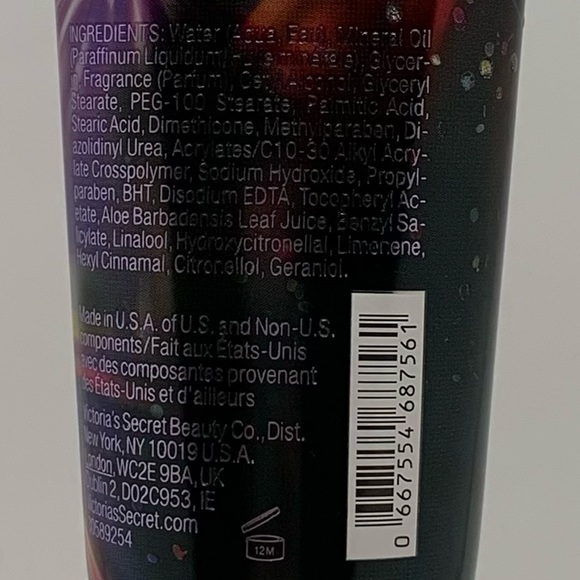 INGREDIENTS: Water (Aqua, Eau), Mineral Oil
(Paraffinum Liquidum/Huile minérale), Glycer-
in, Fragrance (Parfum), Cetyl Alcohol, Glyceryl
Stearate, PEG-100 Stearate, Palmitic Acid,
Stearic Acid, Dimethicone, Methylparaben, Di-
azolidinyl Urea, Acrylates/C10-30 Alkyl Acry-
late Crosspolymer, Sodium Hydroxide, Propyl-
paraben, BHT, Disodium EDTA, Tocopheryl Ac-
etate, Aloe Barbadensis Leaf Juice, Benzyl Sa-
licylate, Linalool, Hydroxycitronellal, Limonene,
Hexyl Cinnamal, Citronellol, Geraniol.
Made in U.S.A. of U.S. and Non-U.S.
components/Fait aux États-Unis
avec des composantes provenant
des États-Unis et d'ailleurs
Victoria's Secret Beauty Co., Dist.
New York, NY 10019 U.S.A.
London, WC2E 9BA, UK
Dublin 2, D02C953, IE
VictoriasSecret.com
0589254
12M
0 667554 687561